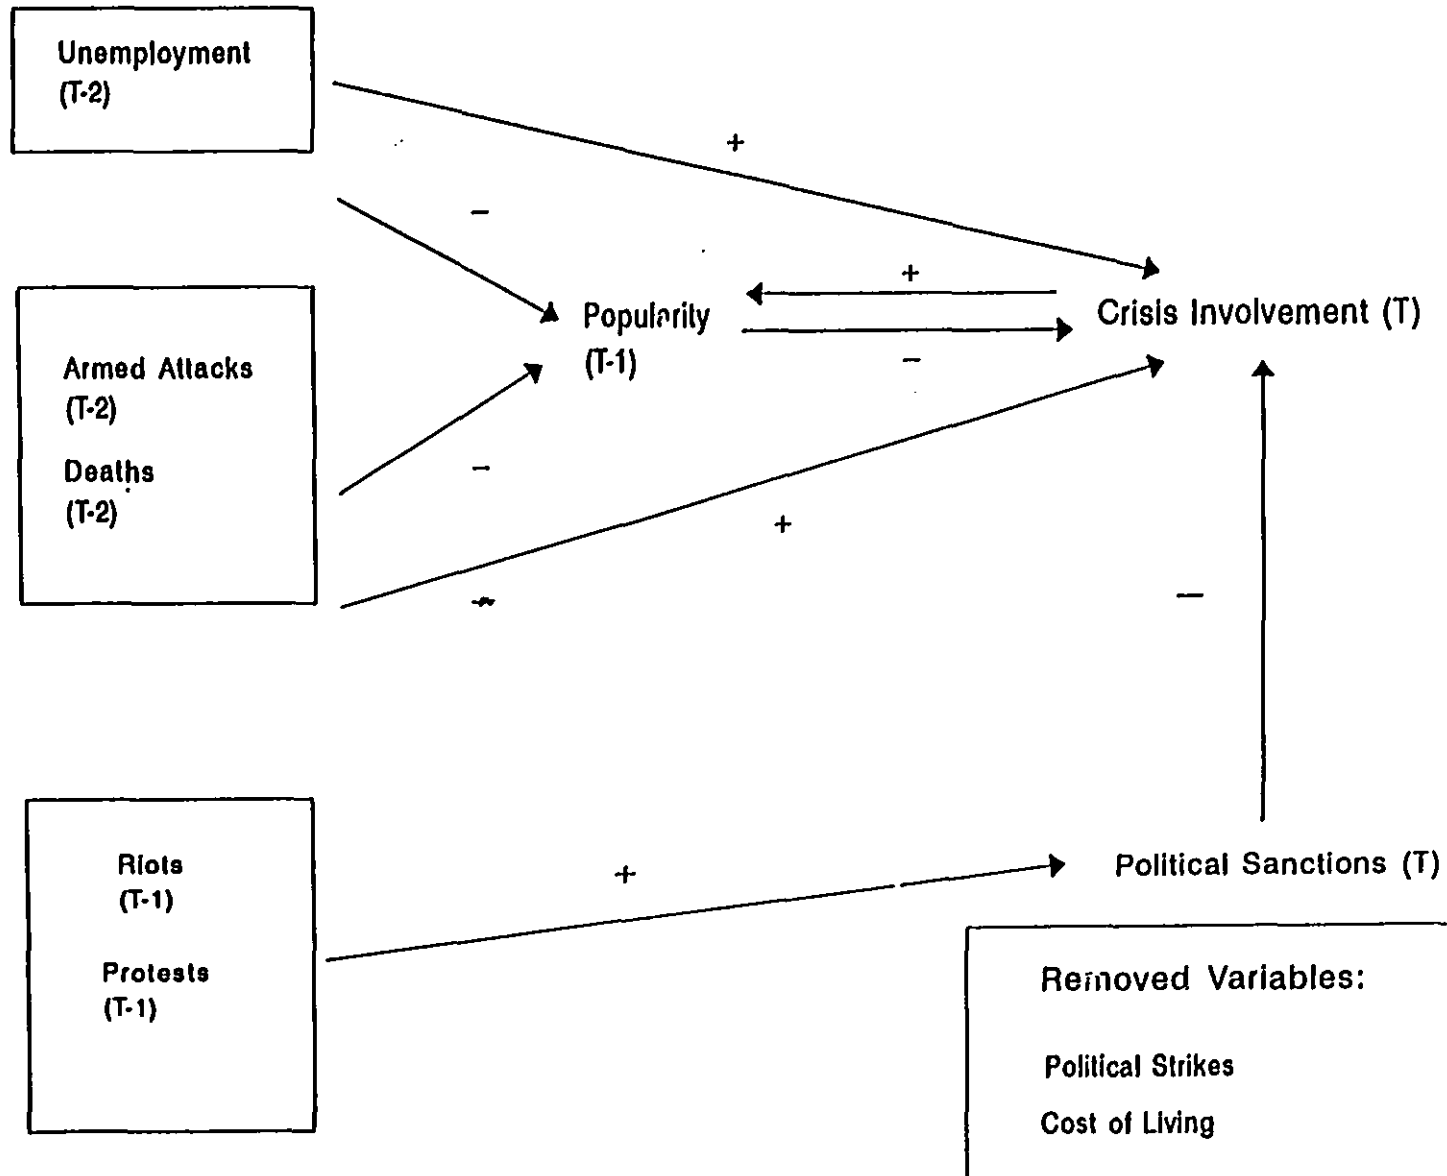 Unemployment
(T-2)
+
−
+
Popularity
(T-1)
−
Crisis Involvement (T)
Armed Attacks
(T-2)
Deaths
(T-2)
−
+
−
Riots
(T-1)
Protests
(T-1)
+
Political Sanctions (T)
Removed Variables:
Political Strikes
Cost of Living